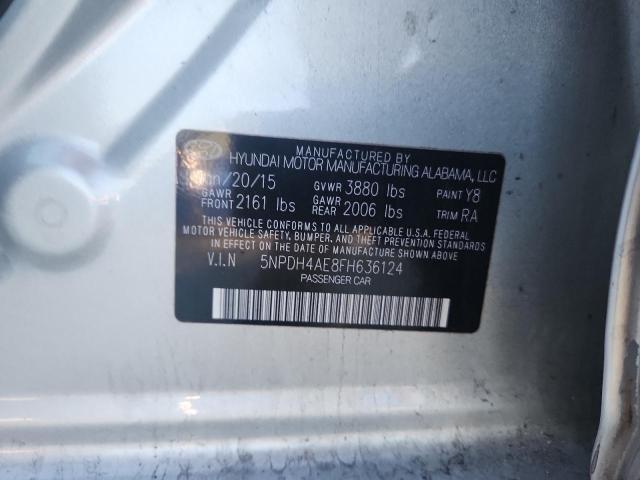 MANUFACTURED BY
HYUNDAI MOTOR MANUFACTURING ALABAMA, LLC
/20/15 GVWR 3880 lbs PAINT Y8
GAWR FRONT 2161 lbs GAWR REAR 2006 lbs TRIM RA
THIS VEHICLE CONFORMS TO ALL APPLICABLE U.S.A. FEDERAL
MOTOR VEHICLE SAFETY, BUMPER, AND THEFT PREVENTION STANDARDS
IN EFFECT ON THE DATE OF MANUFACTURE SHOWN ABOVE.
V.I.N 5NPDH4AE8FH636124
PASSENGER CAR